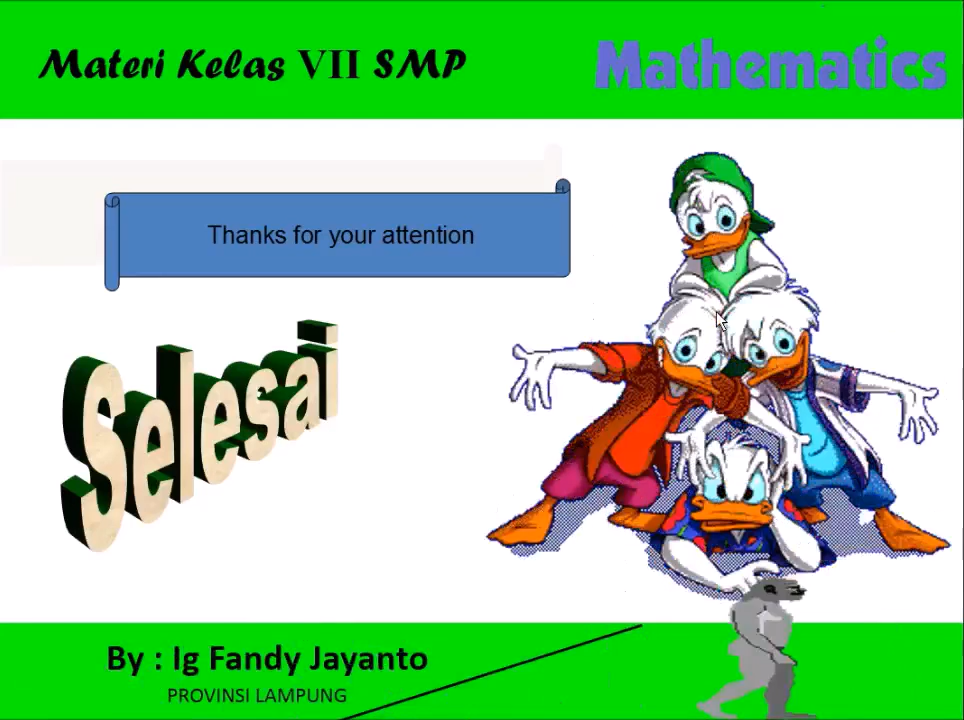 Materi Kelas VII SMP
Mathematics
Thanks for your attention
Selesai
By : Ig Fandy Jayanto
PROVINSI LAMPUNG